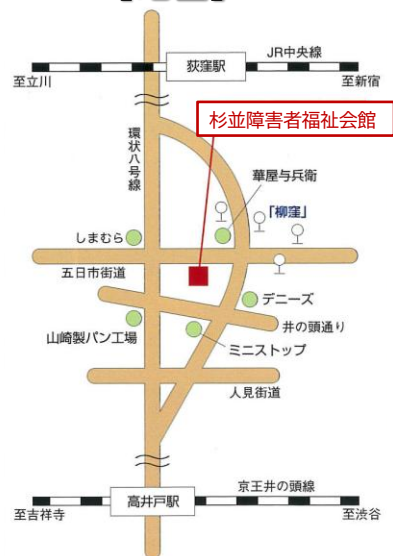 JR中央線
荻窪駅
至立川
至新宿
杉並障害者福祉会館
環状八号線
華屋与兵衛
「柳窪」
しまむら
五日市街道
デニーズ
井の頭通り
山崎製パン工場
ミニストップ
人見街道
京王井の頭線
高井戸駅
至吉祥寺
至渋谷